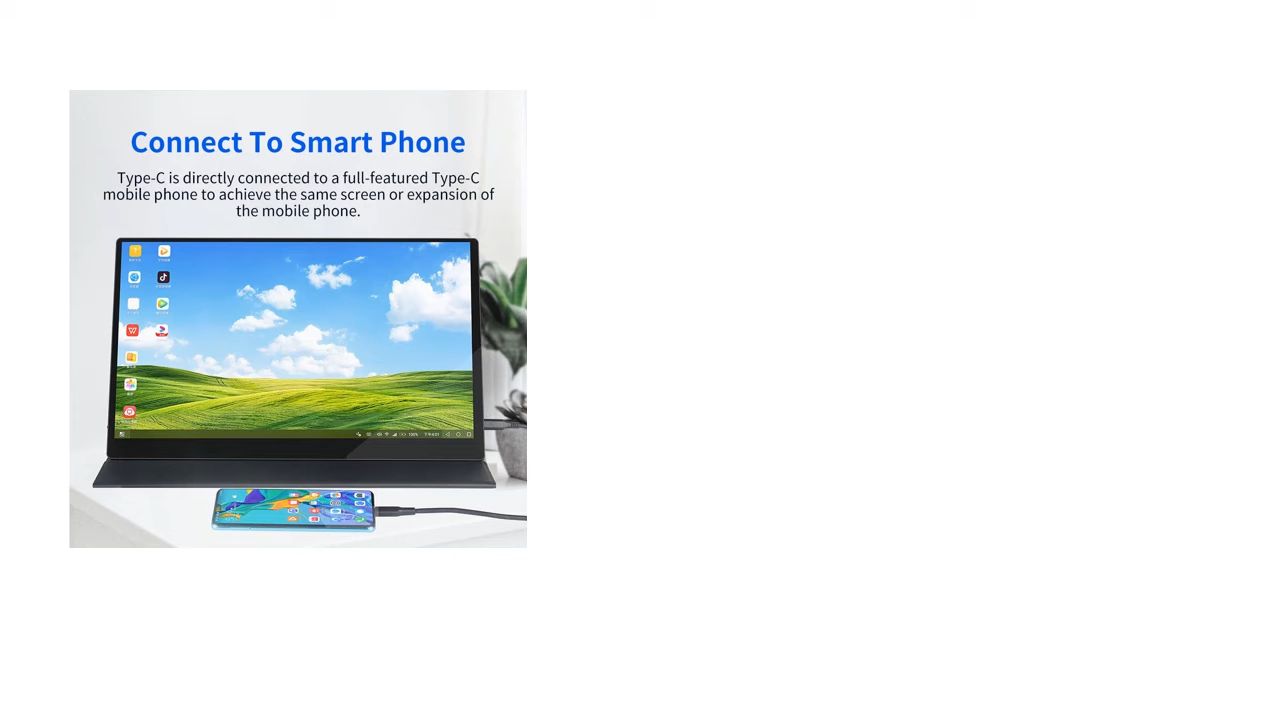 Connect To Smart Phone
Type-C is directly connected to a full-featured Type-C
mobile phone to achieve the same screen or expansion of
the mobile phone.
100%